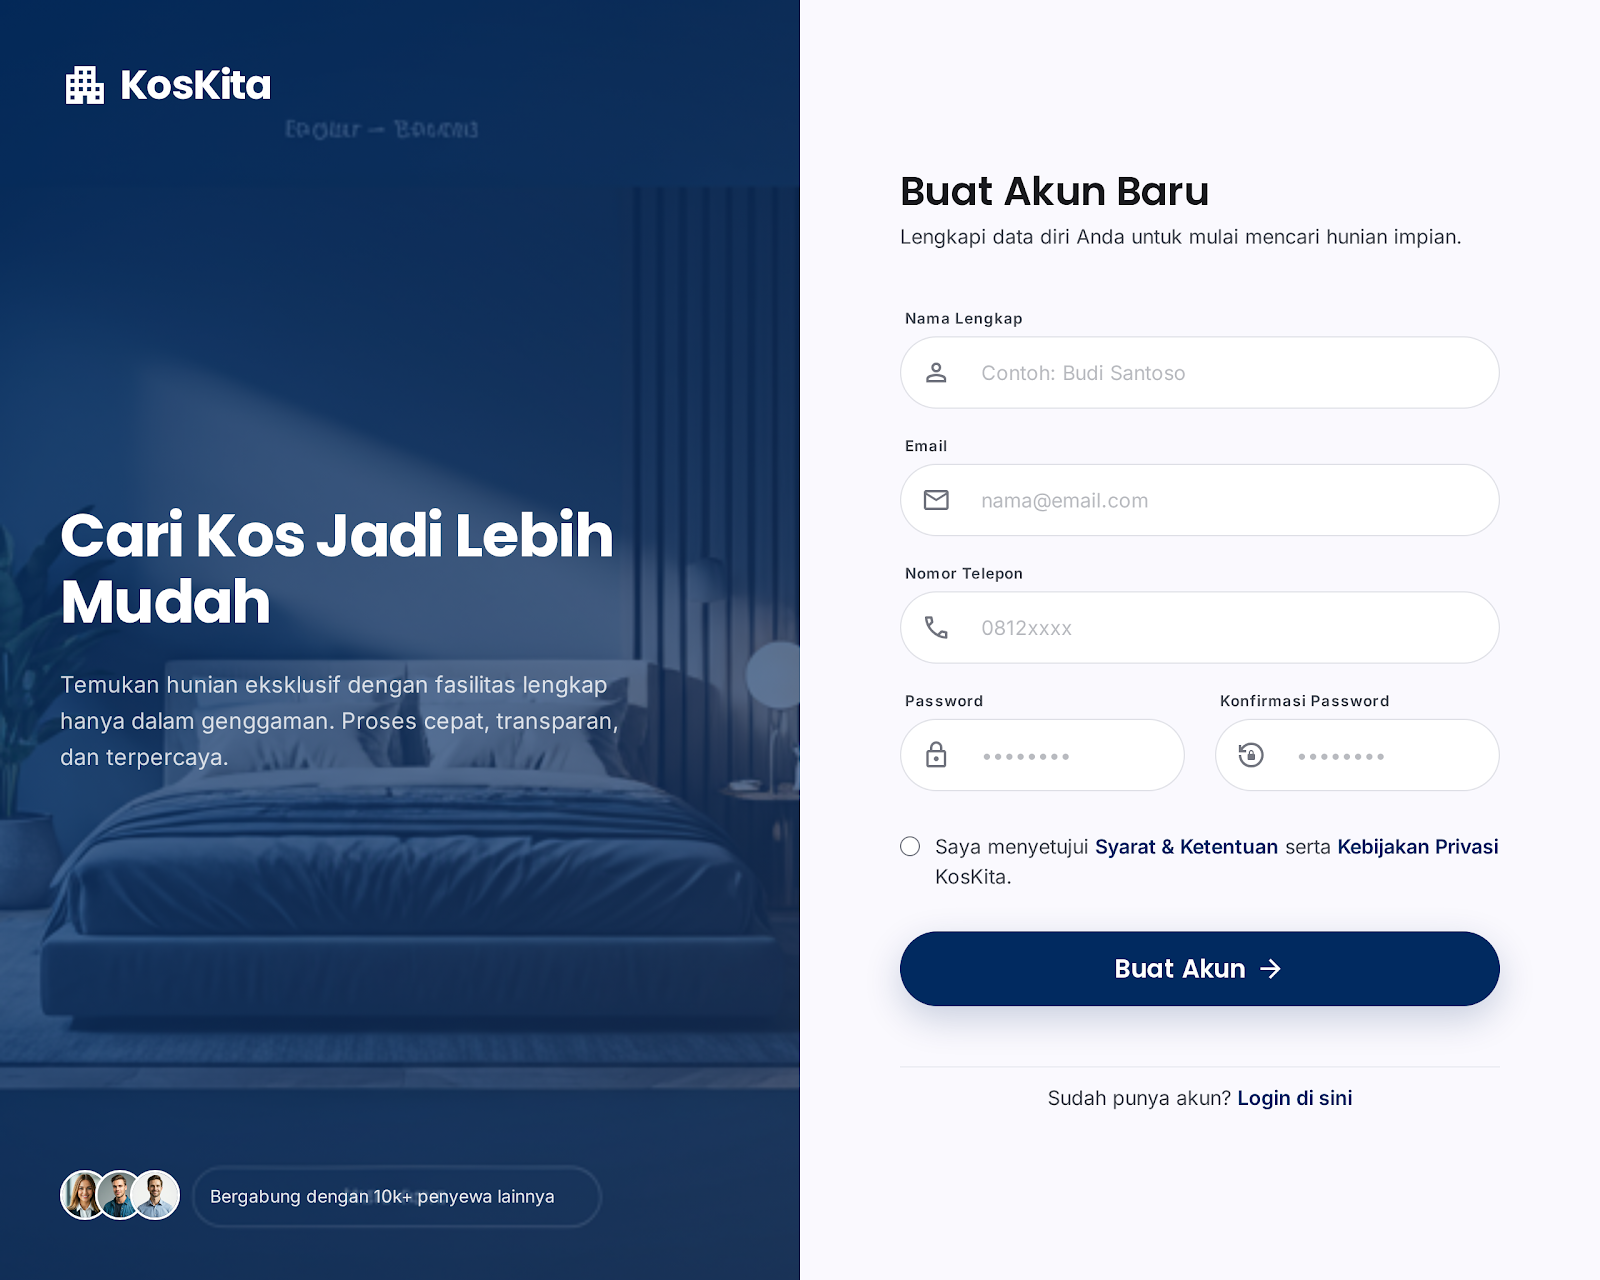 KosKita
Cari Kos Jadi Lebih
Mudah
Temukan hunian eksklusif dengan fasilitas lengkap
hanya dalam genggaman. Proses cepat, transparan,
dan terpercaya.
Bergabung dengan 10k+ penyewa lainnya
Buat Akun Baru
Lengkapi data diri Anda untuk mulai mencari hunian impian.
Nama Lengkap
Contoh: Budi Santoso
Email
nama@email.com
Nomor Telepon
0812xxxx
Password
Konfirmasi Password
••••••••
••••••••
Saya menyetujui Syarat & Ketentuan serta Kebijakan Privasi
KosKita.
Buat Akun →
Sudah punya akun? Login di sini